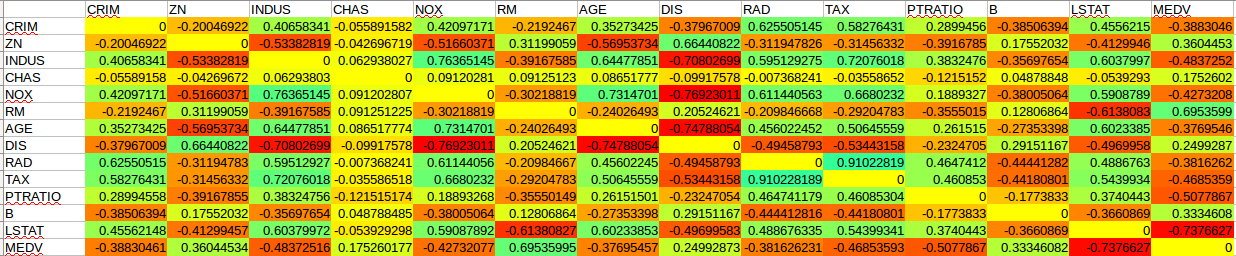 CRIM ZN INDUS CHAS NOX RM AGE DIS RAD TAX PTRATIO B LSTAT MEDV
CRIM 0 -0.20046922 0.40658341 -0.055891582 0.42097171 -0.2192467 0.35273425 -0.37967009 0.625505145 0.58276431 0.2899456 -0.38506394 0.4556215 -0.3883046
ZN -0.20046922 0 -0.53382819 -0.042696719 -0.51660371 0.31199059 -0.56953734 0.66440822 -0.311947826 -0.31456332 -0.3916785 0.17552032 -0.4129946 0.3604453
INDUS 0.40658341 -0.53382819 0 0.062938027 0.76365145 -0.39167585 0.64477851 -0.70802699 0.595129275 0.72076018 0.3832476 -0.35697654 0.6037997 -0.4837252
CHAS -0.05589158 -0.04269672 0.06293803 0 0.09120281 0.09125123 0.08651777 -0.09917578 -0.007368241 -0.03558652 -0.1215152 0.04878848 -0.0539293 0.1752602
NOX 0.42097171 -0.51660371 0.76365145 0.091202807 0 -0.30218819 0.7314701 -0.76923011 0.611440563 0.6680232 0.1889327 -0.38005064 0.5908789 -0.4273208
RM -0.2192467 0.31199059 -0.39167585 0.091251225 -0.30218819 0 -0.24026493 0.20524621 -0.209846668 -0.29204783 -0.3555015 0.12806864 -0.6138083 0.6953599
AGE 0.35273425 -0.56953734 0.64477851 0.086517774 0.7314701 -0.24026493 0 -0.74788054 0.456022452 0.50645559 0.261515 -0.27353398 0.6023385 -0.3769546
DIS -0.37967009 0.66440822 -0.70802699 -0.09917578 -0.76923011 0.20524621 -0.74788054 0 -0.49458793 -0.53443158 -0.2324705 0.29151167 -0.4969958 0.2499287
RAD 0.62550515 -0.31194783 0.59512927 -0.007368241 0.61144056 -0.20984667 0.45602245 -0.49458793 0 0.91022819 0.4647412 -0.44441282 0.4886763 -0.3816262
TAX 0.58276431 -0.31456332 0.72076018 -0.035586518 0.6680232 -0.29204783 0.50645559 -0.53443158 0.910228189 0 0.460853 -0.44180801 0.5439934 -0.4685359
PTRATIO 0.28994558 -0.39167855 0.38324756 -0.121515174 0.18893268 -0.35550149 0.26151501 -0.23247054 0.464741179 0.46085304 0 -0.1773833 0.3740443 -0.5077867
B -0.38506394 0.17552032 -0.35697654 0.048788485 -0.38005064 0.12806864 -0.27353398 0.29151167 -0.444412816 -0.44180801 -0.1773833 0 -0.3660869 0.3334608
LSTAT 0.45562148 -0.41299457 0.60379972 -0.053929298 0.59087892 -0.61380827 0.60233853 -0.49699583 0.488676335 0.54399341 0.3740443 -0.3660869 0 -0.7376627
MEDV -0.38830461 0.36044534 -0.48372516 0.175260177 -0.42732077 0.69535995 -0.37695457 0.24992873 -0.381626231 -0.46853593 -0.5077867 0.33346082 -0.7376627 0